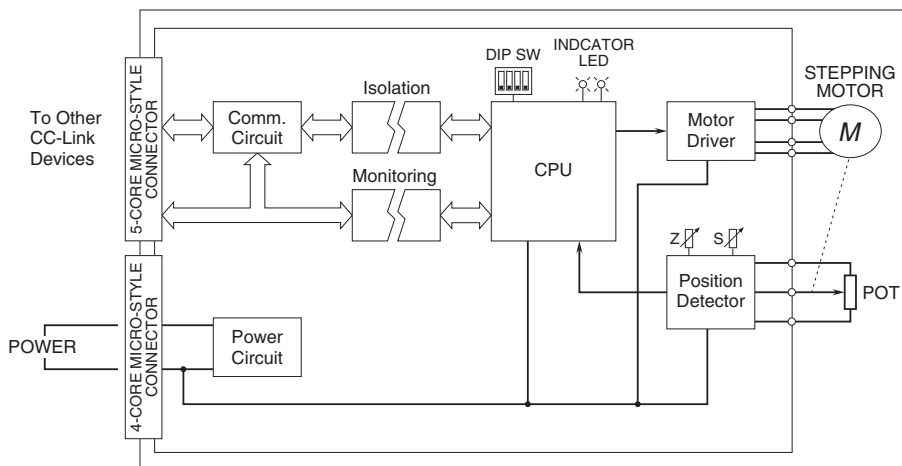 DIP SW
INDCATOR
LED
STEPPING
MOTOR
To Other
CC-Link
Devices
5-CORE MICRO-STYLE
CONNECTOR
Comm.
Circuit
Isolation
Monitoring
CPU
Motor
Driver
M
Z
S
Position
Detector
POT
POWER
4-CORE MICRO-STYLE
CONNECTOR
Power
Circuit